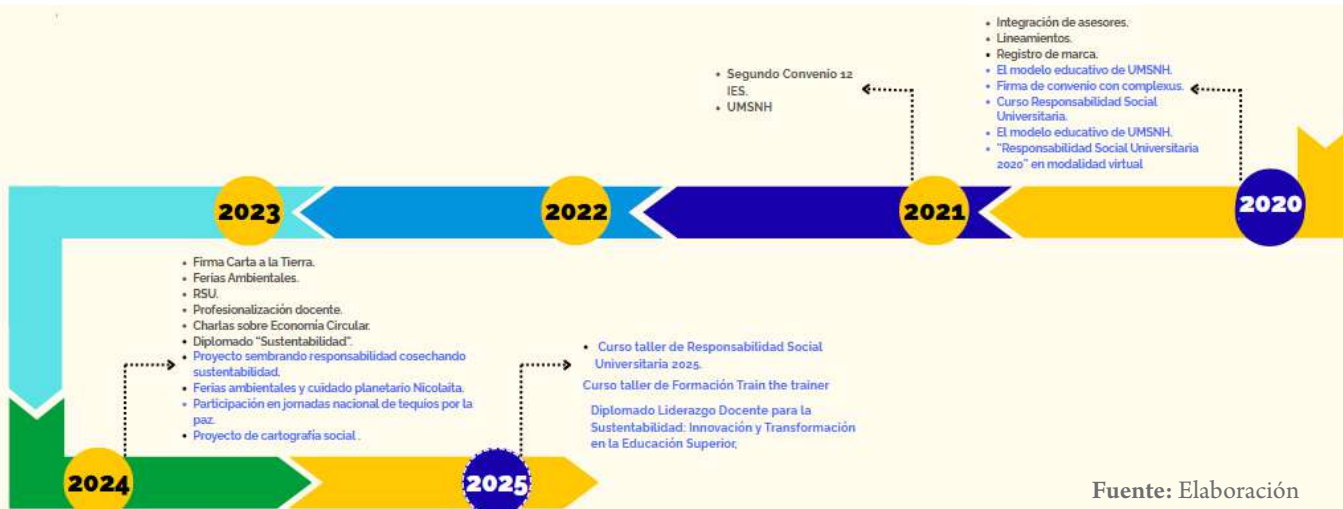 • Integración de asesores.
• Lineamientos.
• Registro de marca.
• El modelo educativo de UMSNH.
• Firma de convenio con complexus.
• Curso Responsabilidad Social
Universitaria.
• El modelo educativo de UMSNH.
• "Responsabilidad Social Universitaria
2020" en modalidad virtual
• Segundo Convenio 12
IES.
• UMSNH
2023
2022
2021
2020
• Firma Carta a la Tierra.
• Ferias Ambientales.
• RSU.
• Profesionalización docente.
• Charlas sobre Economía Circular.
• Diplomado "Sustentabilidad".
• Proyecto sembrando responsabilidad cosechando
sustentabilidad.
• Ferias ambientales y cuidado planetario Nicolaita.
• Participación en jornadas nacional de tequios por la
paz.
• Proyecto de cartografía social .
• Curso taller de Responsabilidad Social
Universitaria 2025.
Curso taller de Formación Train the trainer
Diplomado Liderazgo Docente para la
Sustentabilidad: Innovación y Transformación
en la Educación Superior,
2024
2025
Fuente: Elaboración